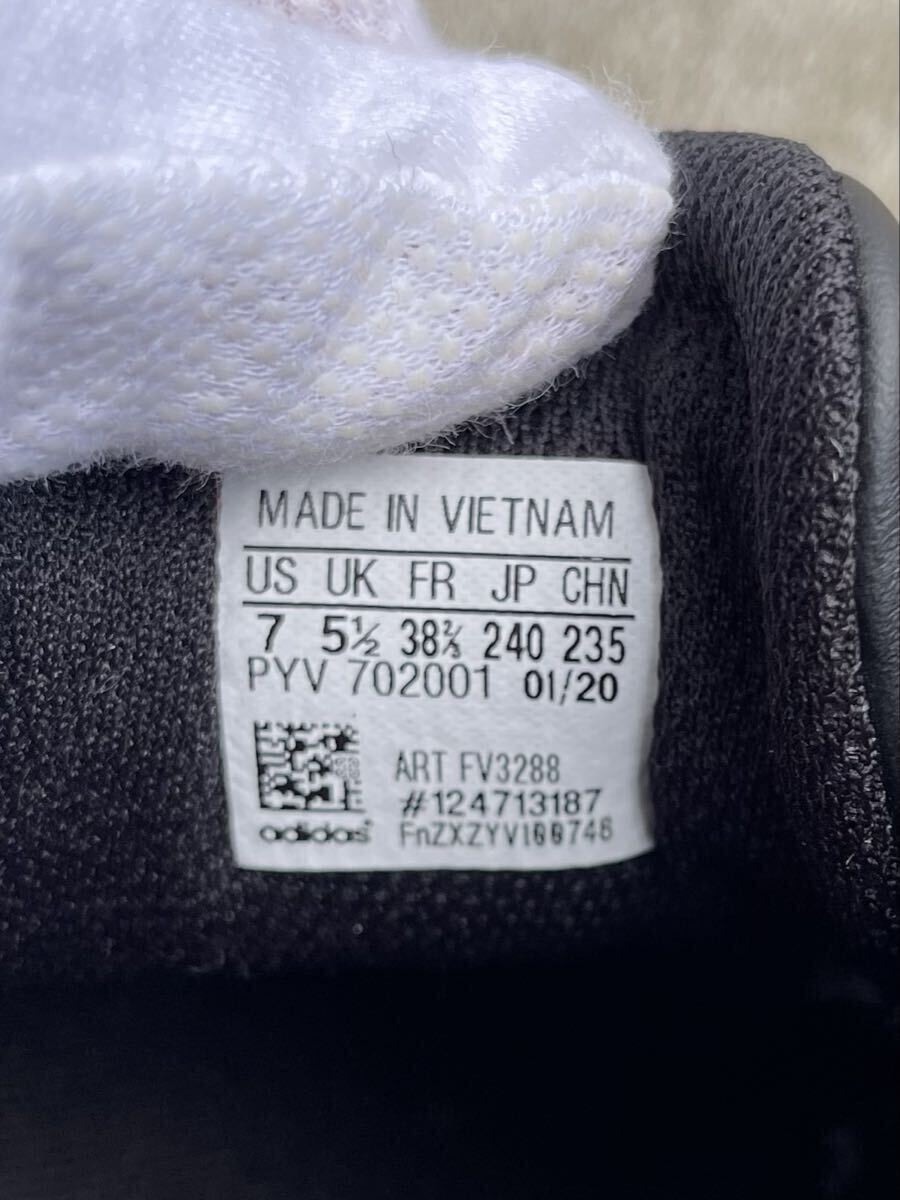 MADE IN VIETNAM
US UK FR JP CHN
7 5½ 38⅔ 240 235
PYV 702001 01/20
ART FV3288
#124713187
adidas FnZXZYV100746